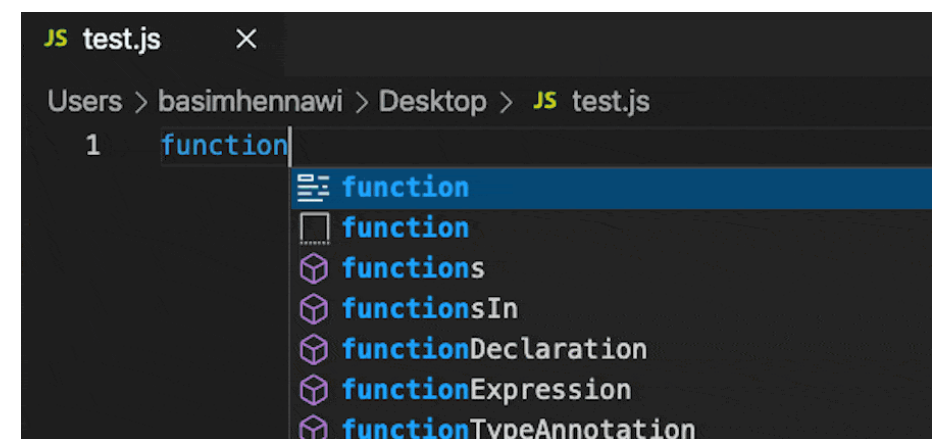 JS test.js ×
Users > basimhennawi > Desktop > JS test.js
1 function
function
function
functions
functionsIn
functionDeclaration
functionExpression
functionTypeAnnotation